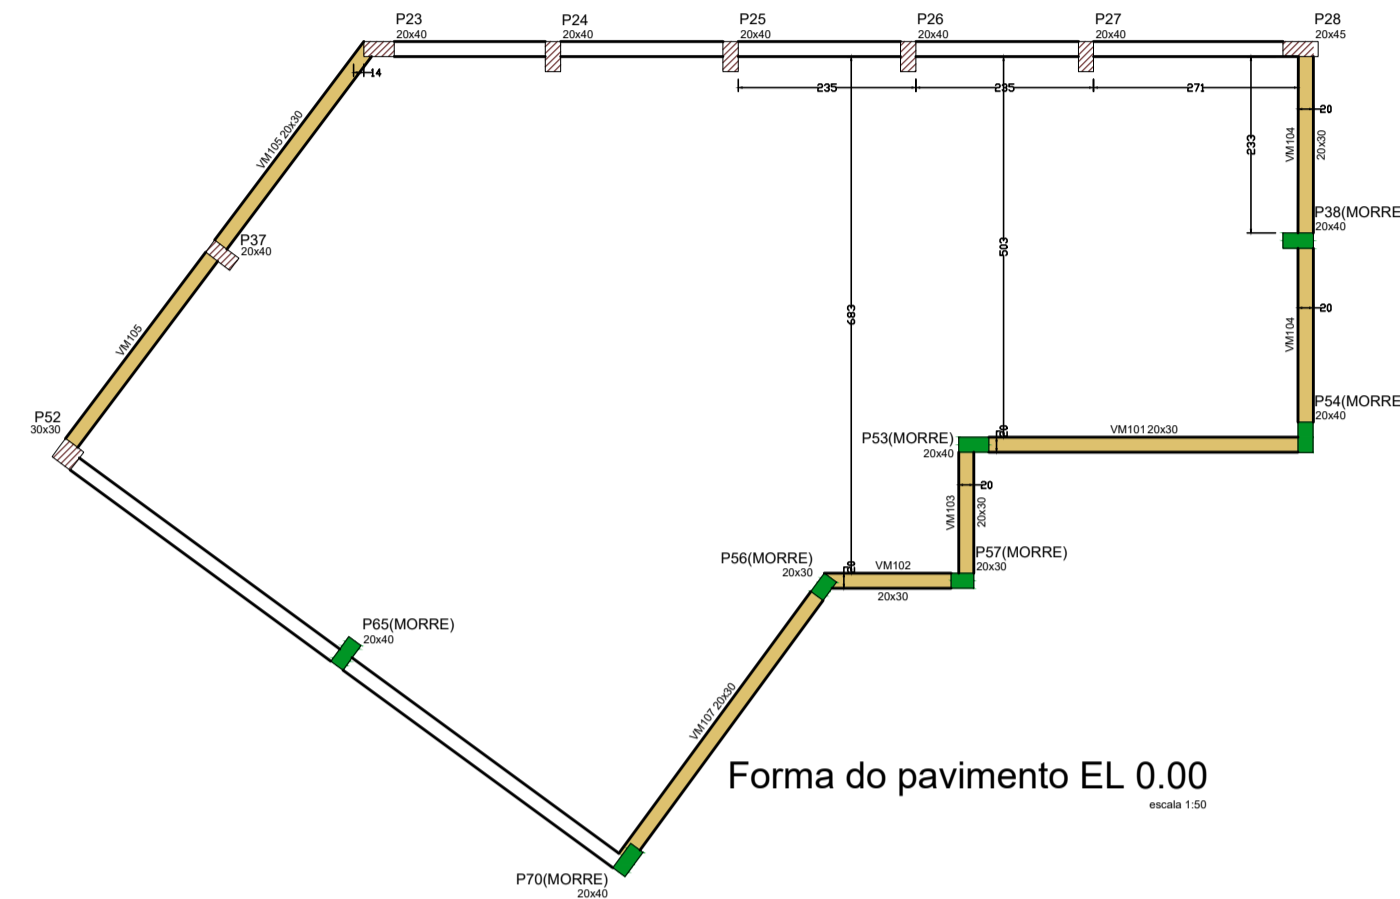 P23
20x40
P24
20x40
P25
20x40
P26
20x40
P27
20x40
P28
20x45
14
235
235
271
20
VM105 20x30
VM104
20x30
233
P38(MORRE
20x40
P37
20x40
503
683
20
VM105
VM104
P52
30x30
P54(MORRE
20x40
P53(MORRE)
20x40
20
VM101 20x30
20
VM103
20x30
P56(MORRE)
20x30
20
VM102
20x30
P57(MORRE)
20x30
P65(MORRE)
20x40
VM107 20x30
Forma do pavimento EL 0.00
escala 1:50
P70(MORRE)
20x40